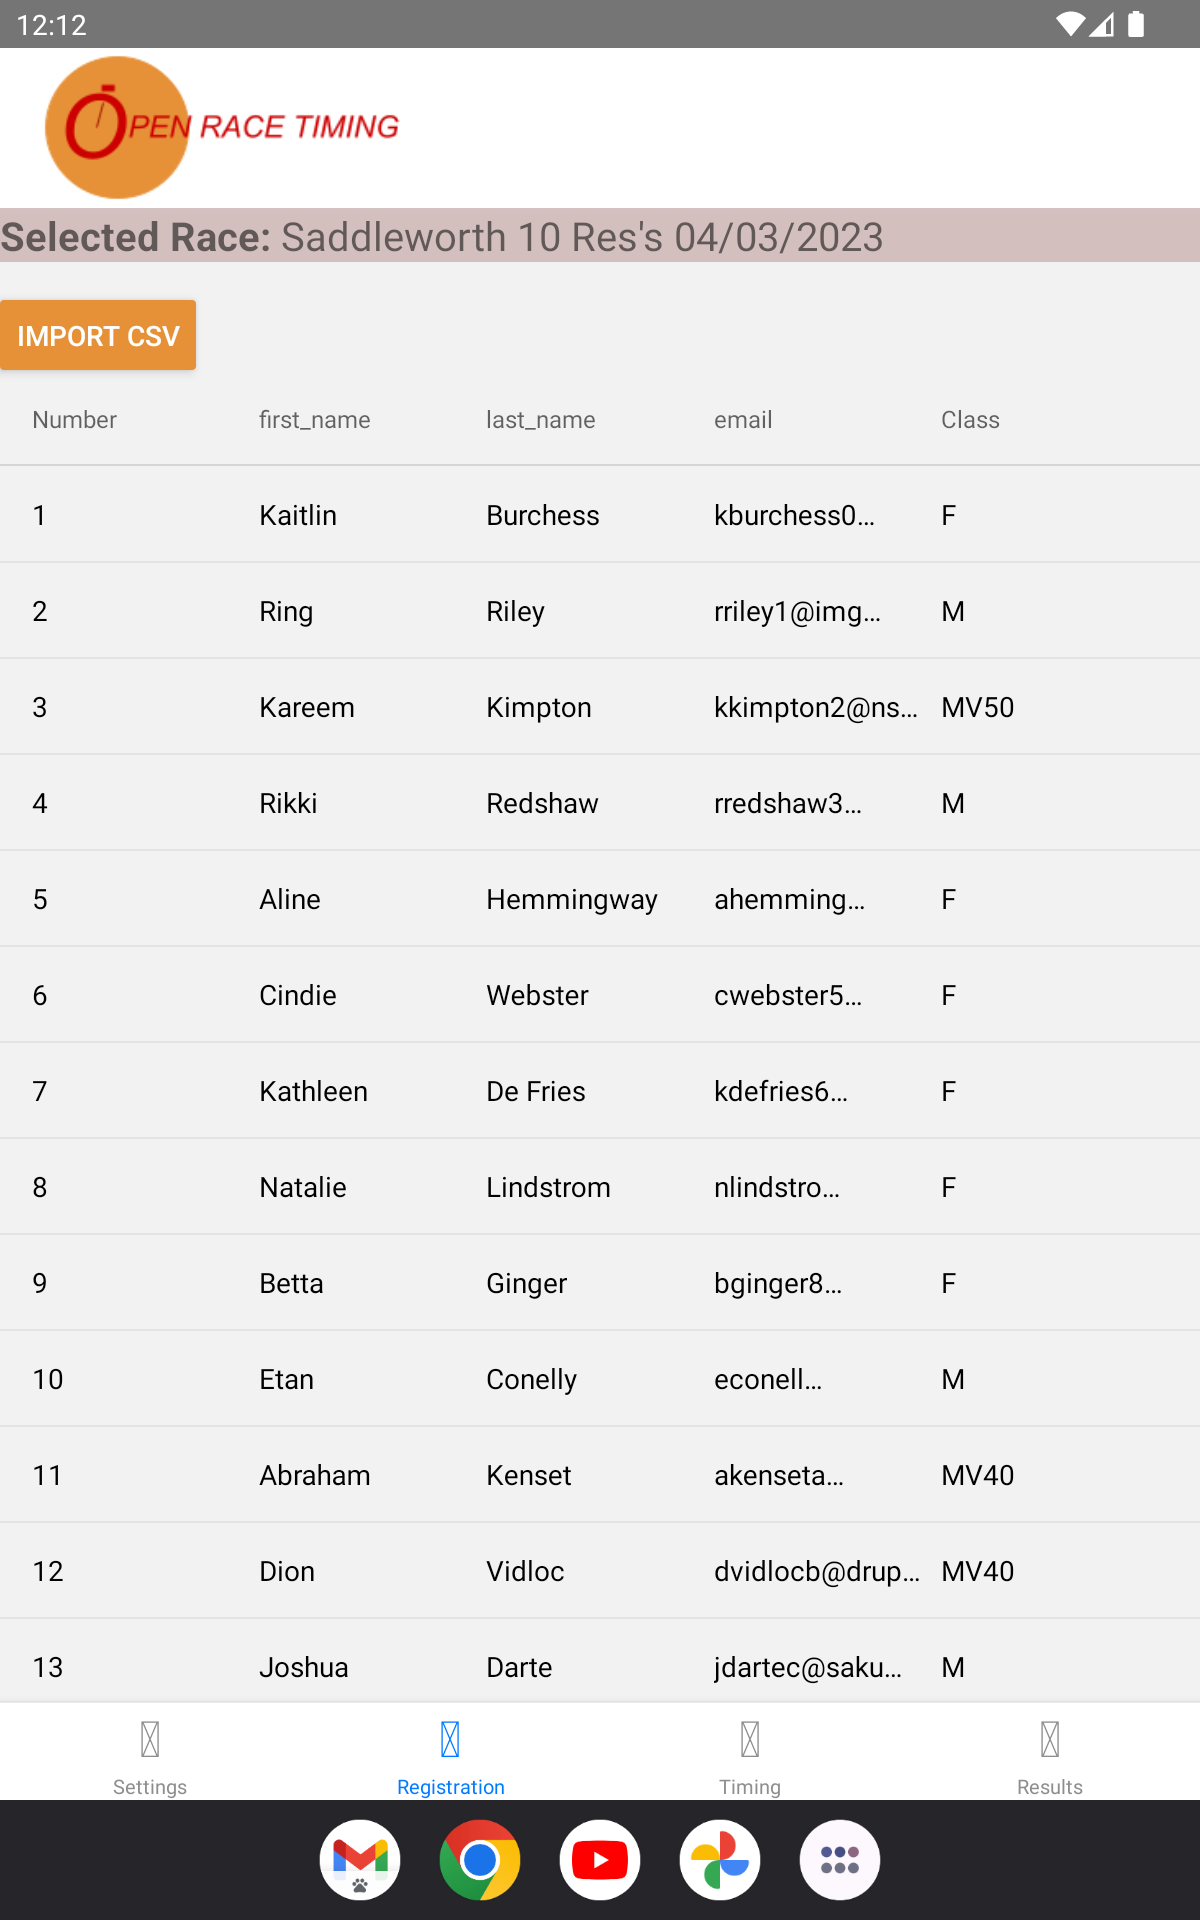 12:12
OPEN RACE TIMING
Selected Race: Saddleworth 10 Res's 04/03/2023
IMPORT CSV
Number first_name last_name email Class
1 Kaitlin Burchess kburchess0... F
2 Ring Riley rriley1@img... M
3 Kareem Kimpton kkimpton2@ns... MV50
4 Rikki Redshaw rredshaw3... M
5 Aline Hemmingway ahemming... F
6 Cindie Webster cwebster5... F
7 Kathleen De Fries kdefries6... F
8 Natalie Lindstrom nlindstro... F
9 Betta Ginger bginger8... F
10 Etan Conelly econell... M
11 Abraham Kenset akenseta... MV40
12 Dion Vidloc dvidlocb@drup... MV40
13 Joshua Darte jdartec@saku... M
Settings Registration Timing Results